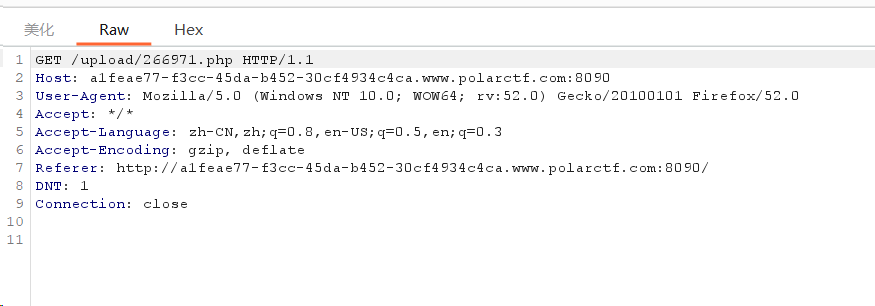 美化 Raw Hex
1 GET /upload/266971.php HTTP/1.1
2 Host: a1feae77-f3cc-45da-b452-30cf4934c4ca.www.polarctf.com:8090
3 User-Agent: Mozilla/5.0 (Windows NT 10.0; WOW64; rv:52.0) Gecko/20100101 Firefox/52.0
4 Accept: */*
5 Accept-Language: zh-CN,zh;q=0.8,en-US;q=0.5,en;q=0.3
6 Accept-Encoding: gzip, deflate
7 Referer: http://a1feae77-f3cc-45da-b452-30cf4934c4ca.www.polarctf.com:8090/
8 DNT: 1
9 Connection: close
10
11